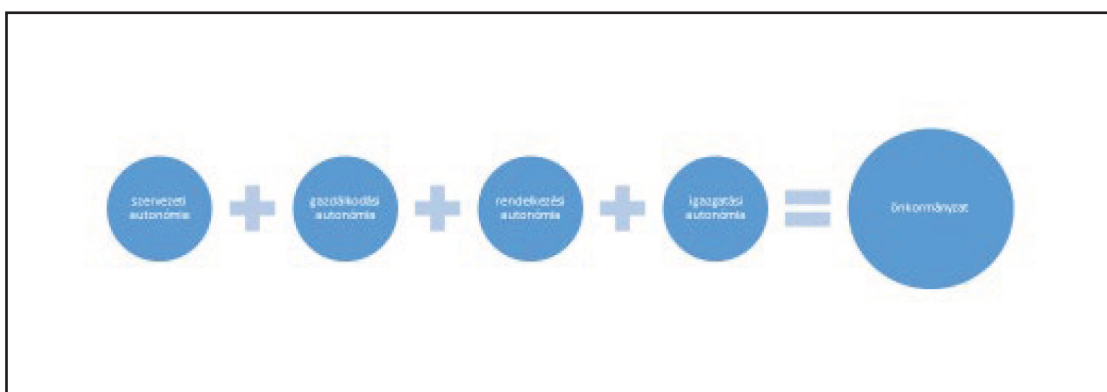 szervezeti
autonómia
gazdálkodási
autonómia
rendelkezési
autonómia
igazgatási
autonómia
önkormányzat